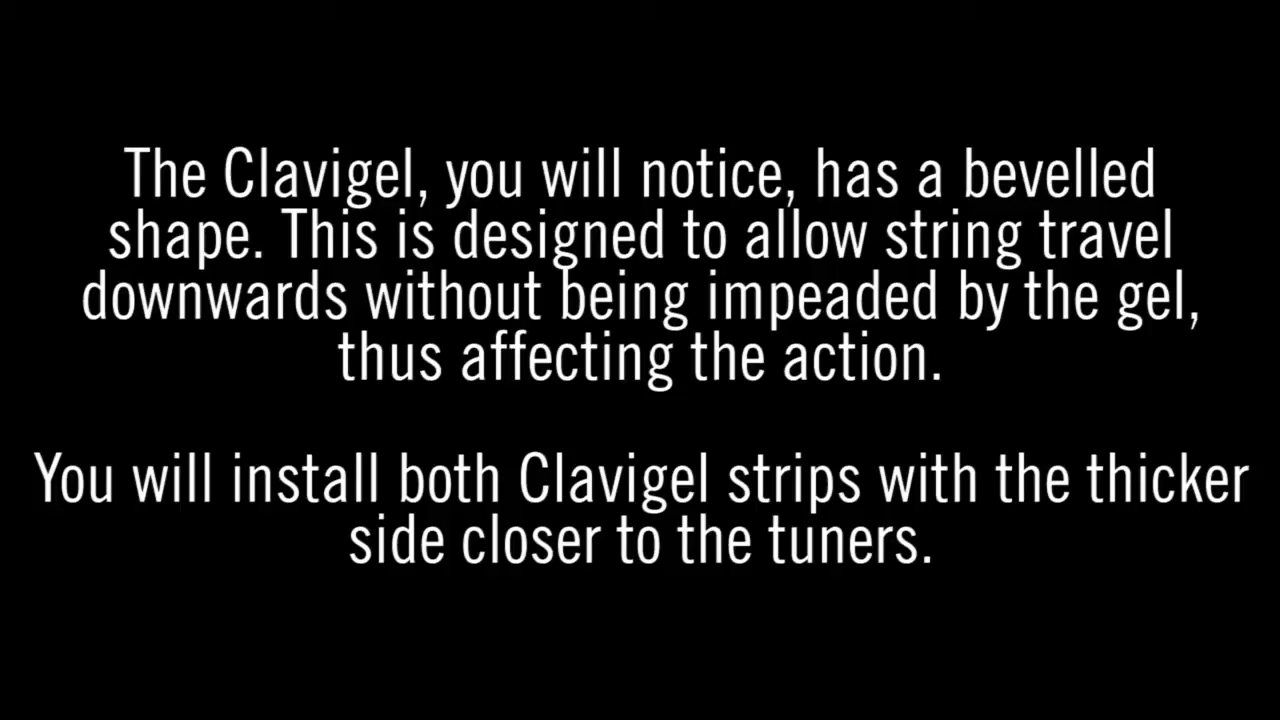 The Clavigel, you will notice, has a bevelled
shape. This is designed to allow string travel
downwards without being impeaded by the gel,
thus affecting the action.
You will install both Clavigel strips with the thicker
side closer to the tuners.